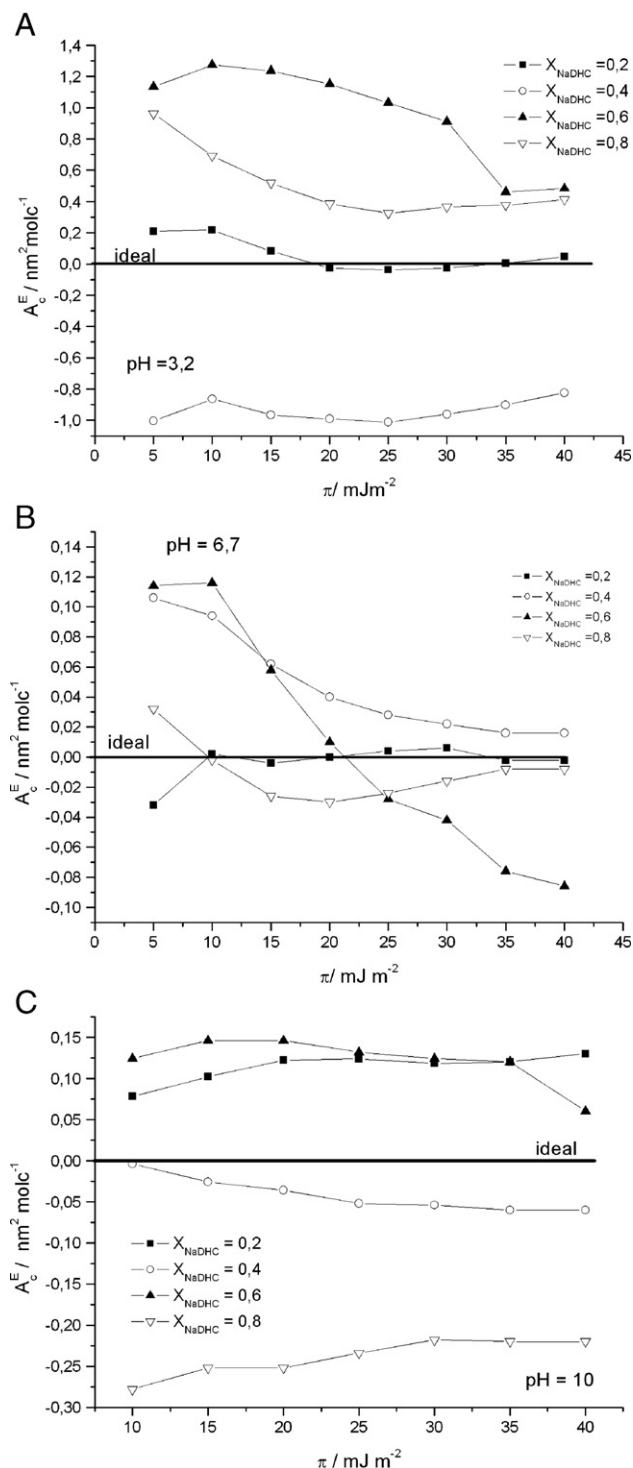 A
1,4
1,2
1,0
0,8
0,6
0,4
0,2
0,0
-0,2
-0,4
-0,6
-0,8
-1,0
A_c^E / nm² molc⁻¹
X_NaDHC =0,2
X_NaDHC =0,4
X_NaDHC =0,6
X_NaDHC =0,8
ideal
pH =3,2
0 5 10 15 20 25 30 35 40 45
π/ mJm⁻²
B
0,14
0,12
0,10
0,08
0,06
0,04
0,02
0,00
-0,02
-0,04
-0,06
-0,08
-0,10
A_c^E / nm² molc⁻¹
pH = 6,7
X_NaDHC =0,2
X_NaDHC =0,4
X_NaDHC =0,6
X_NaDHC =0,8
ideal
0 5 10 15 20 25 30 35 40 45
π/ mJ m⁻²
C
0,15
0,10
0,05
0,00
-0,05
-0,10
-0,15
-0,20
-0,25
-0,30
A_c^E / nm² molc⁻¹
ideal
X_NaDHC = 0,2
X_NaDHC = 0,4
X_NaDHC = 0,6
X_NaDHC = 0,8
pH = 10
10 15 20 25 30 35 40
π / mJ m⁻²